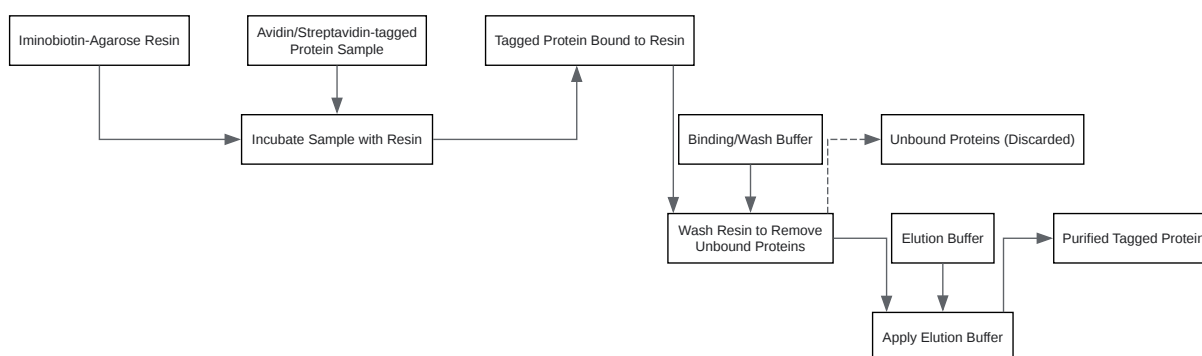 Iminobiotin-Agarose Resin
Avidin/Streptavidin-tagged
Protein Sample
Tagged Protein Bound to Resin
Incubate Sample with Resin
Binding/Wash Buffer
Unbound Proteins (Discarded)
Wash Resin to Remove
Unbound Proteins
Elution Buffer
Purified Tagged Protein
Apply Elution Buffer